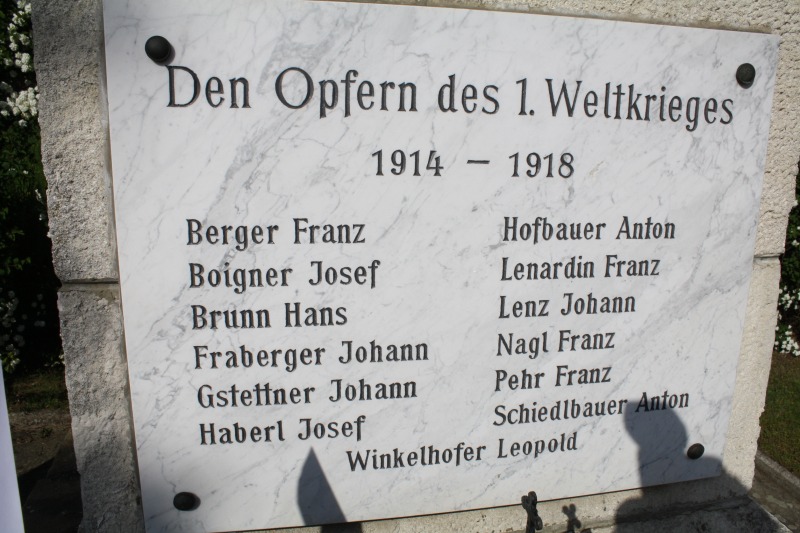 Den Opfern des 1. Weltkrieges
1914 – 1918
Berger Franz
Boigner Josef
Brunn Hans
Fraberger Johann
Gstettner Johann
Haberl Josef
Hofbauer Anton
Lenardin Franz
Lenz Johann
Nagl Franz
Pehr Franz
Schiedlbauer Anton
Winkelhofer Leopold